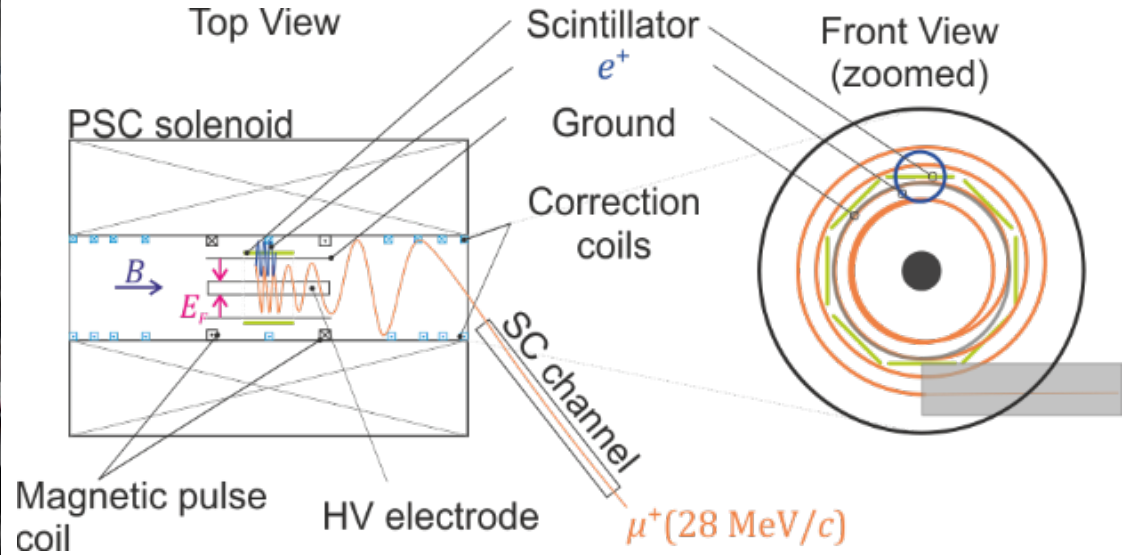 Top View
Scintillator
e⁺
Front View
(zoomed)
PSC solenoid
Ground
Correction
coils
B
E_F
SC channel
Magnetic pulse
coil
HV electrode
μ⁺(28 MeV/c)